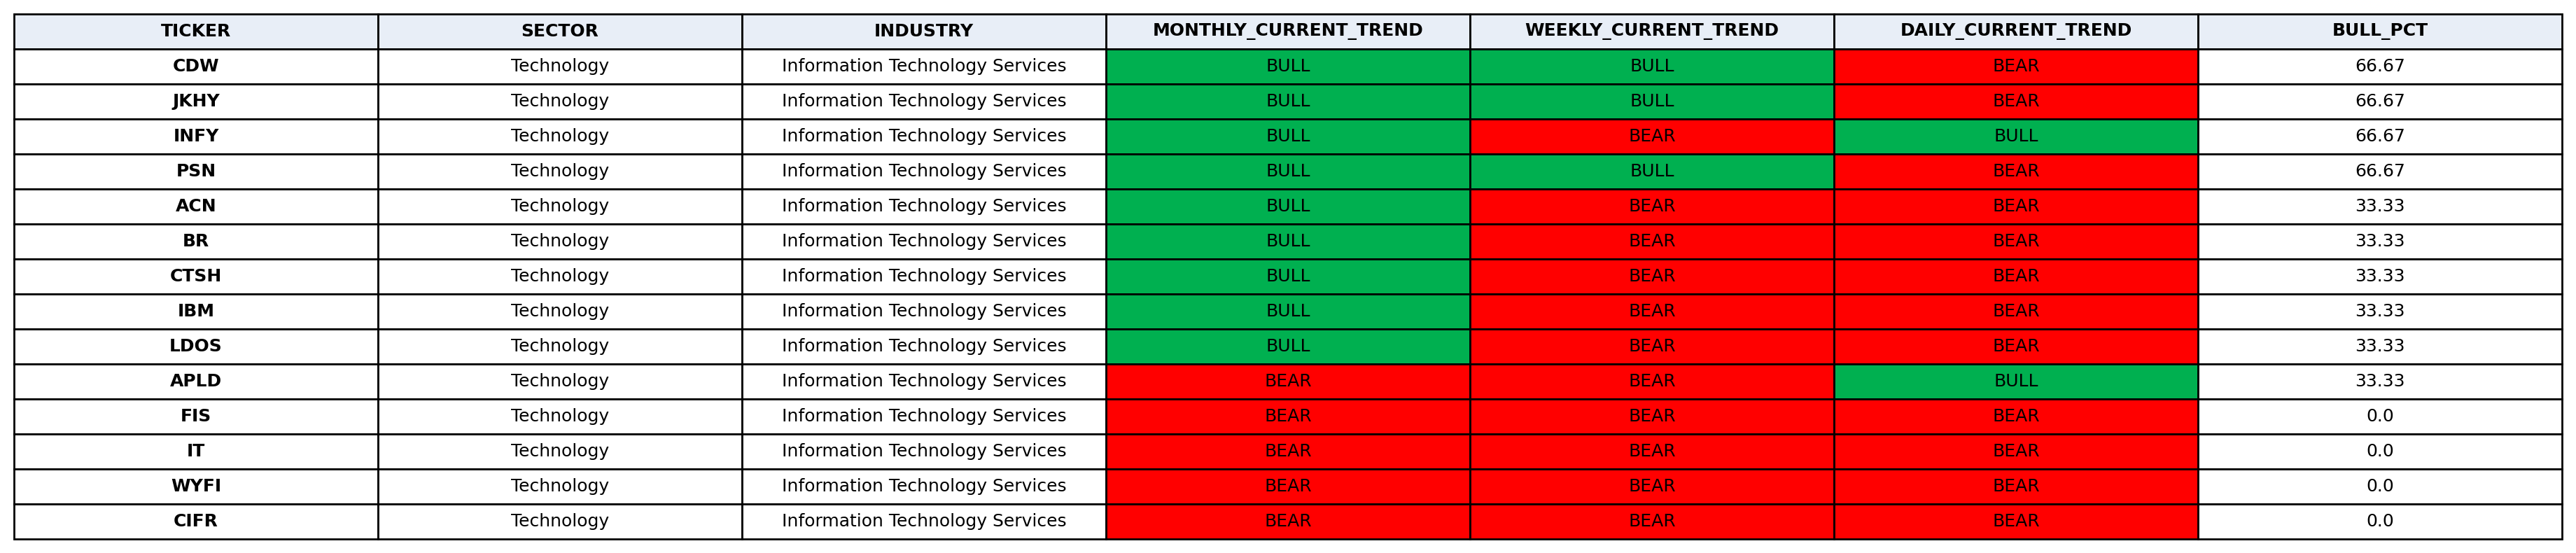 TICKER SECTOR INDUSTRY MONTHLY_CURRENT_TREND WEEKLY_CURRENT_TREND DAILY_CURRENT_TREND BULL_PCT
CDW Technology Information Technology Services BULL BULL BEAR 66.67
JKHY Technology Information Technology Services BULL BULL BEAR 66.67
INFY Technology Information Technology Services BULL BEAR BULL 66.67
PSN Technology Information Technology Services BULL BULL BEAR 66.67
ACN Technology Information Technology Services BULL BEAR BEAR 33.33
BR Technology Information Technology Services BULL BEAR BEAR 33.33
CTSH Technology Information Technology Services BULL BEAR BEAR 33.33
IBM Technology Information Technology Services BULL BEAR BEAR 33.33
LDOS Technology Information Technology Services BULL BEAR BEAR 33.33
APLD Technology Information Technology Services BEAR BEAR BULL 33.33
FIS Technology Information Technology Services BEAR BEAR BEAR 0.0
IT Technology Information Technology Services BEAR BEAR BEAR 0.0
WYFI Technology Information Technology Services BEAR BEAR BEAR 0.0
CIFR Technology Information Technology Services BEAR BEAR BEAR 0.0